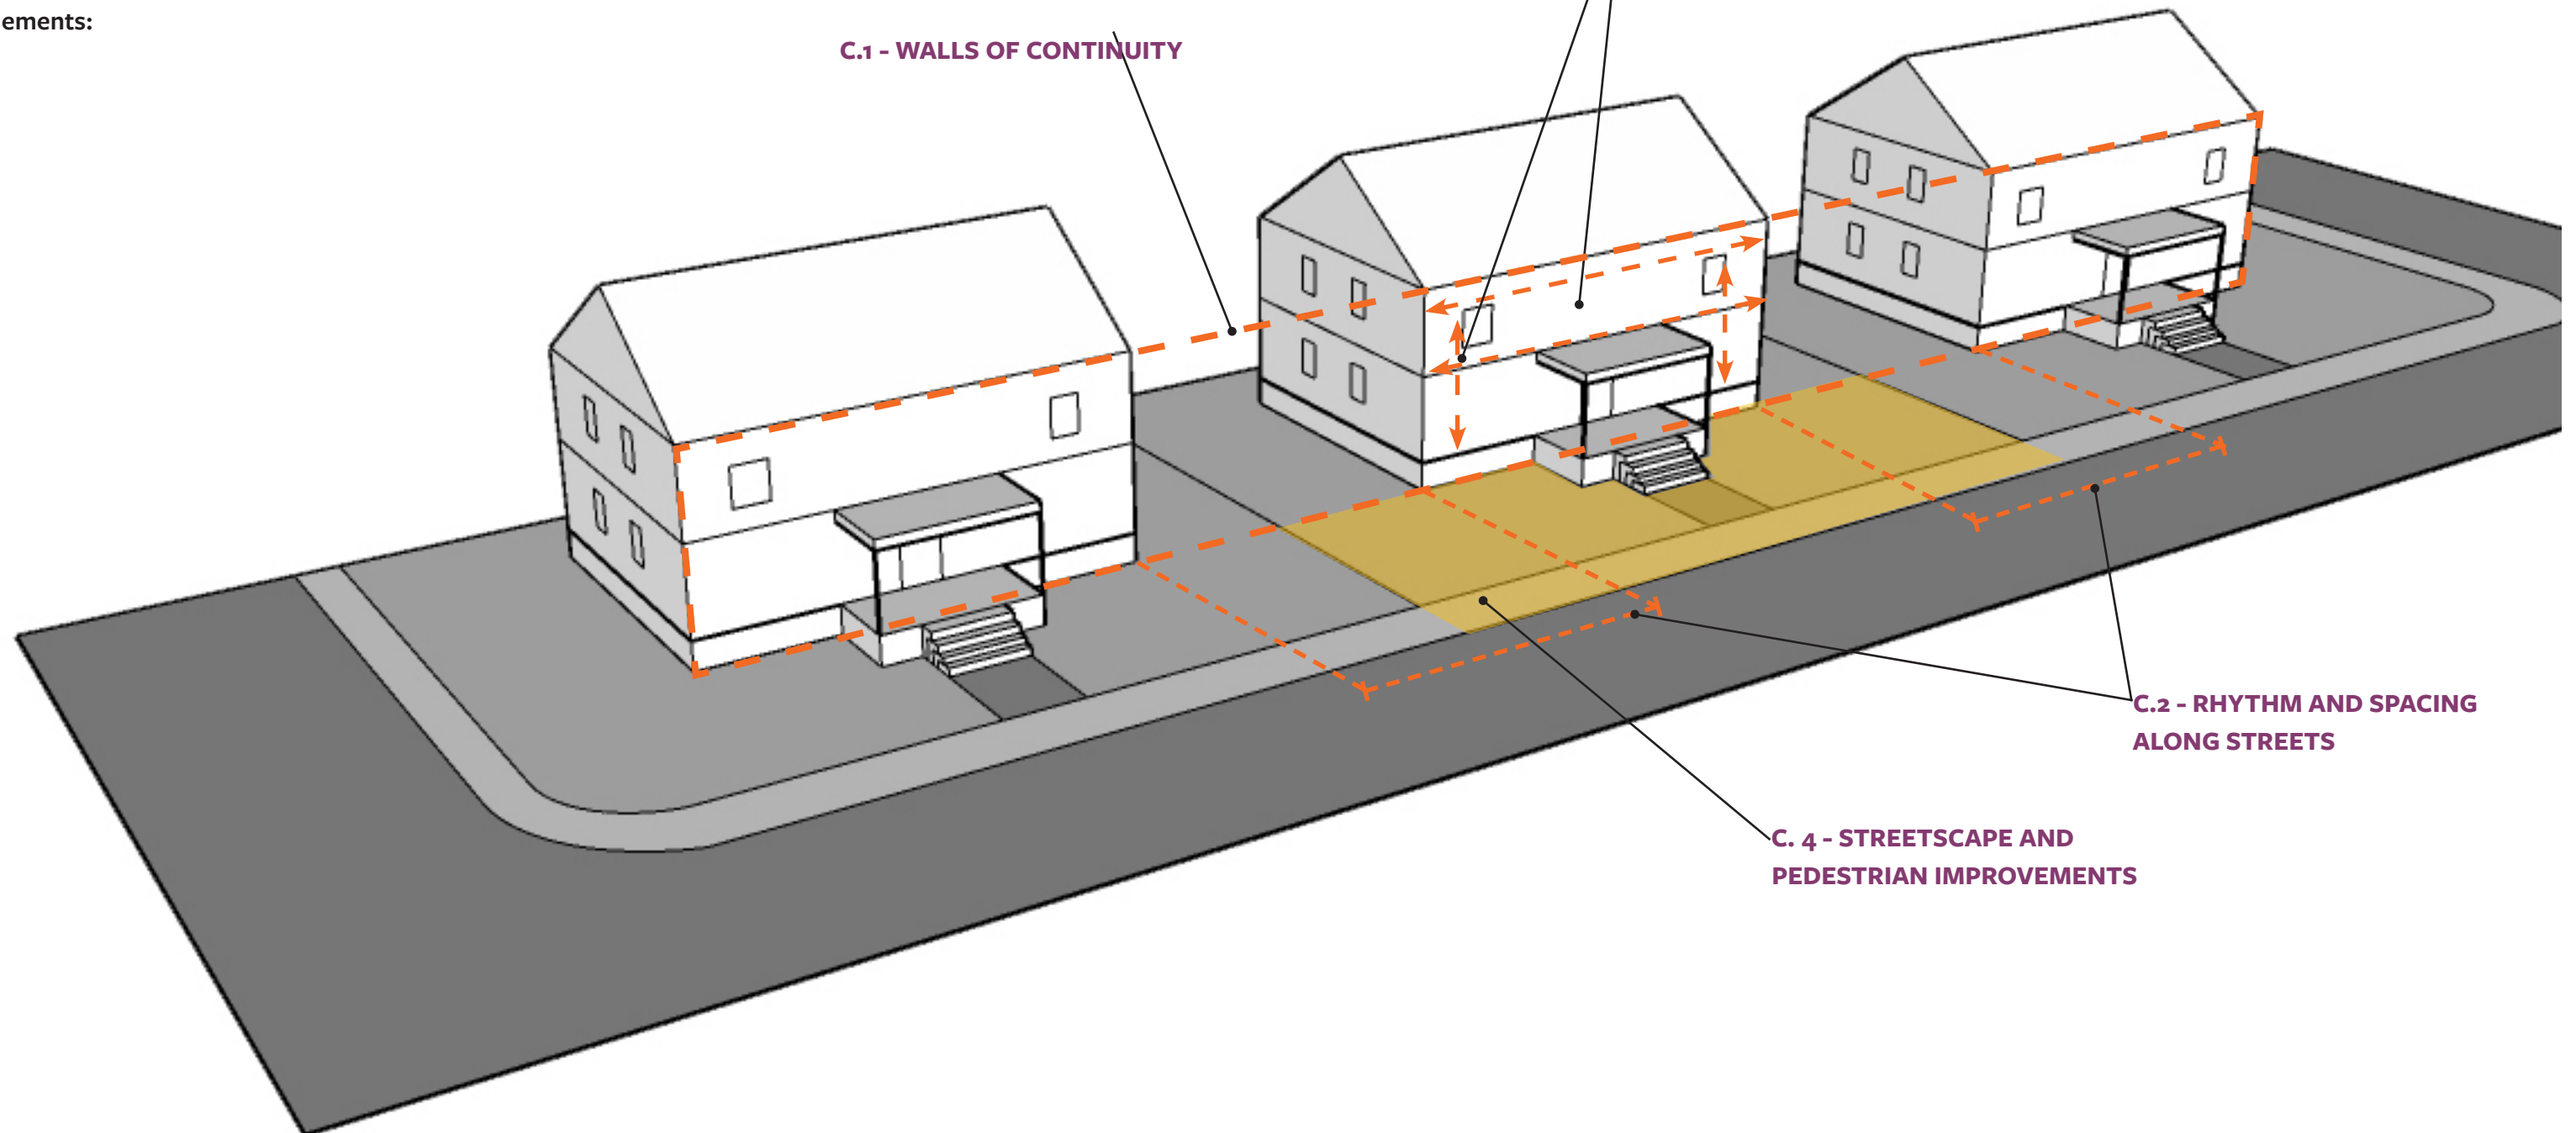 ements:
C.1 - WALLS OF CONTINUITY
C.2 - RHYTHM AND SPACING
ALONG STREETS
C. 4 - STREETSCAPE AND
PEDESTRIAN IMPROVEMENTS